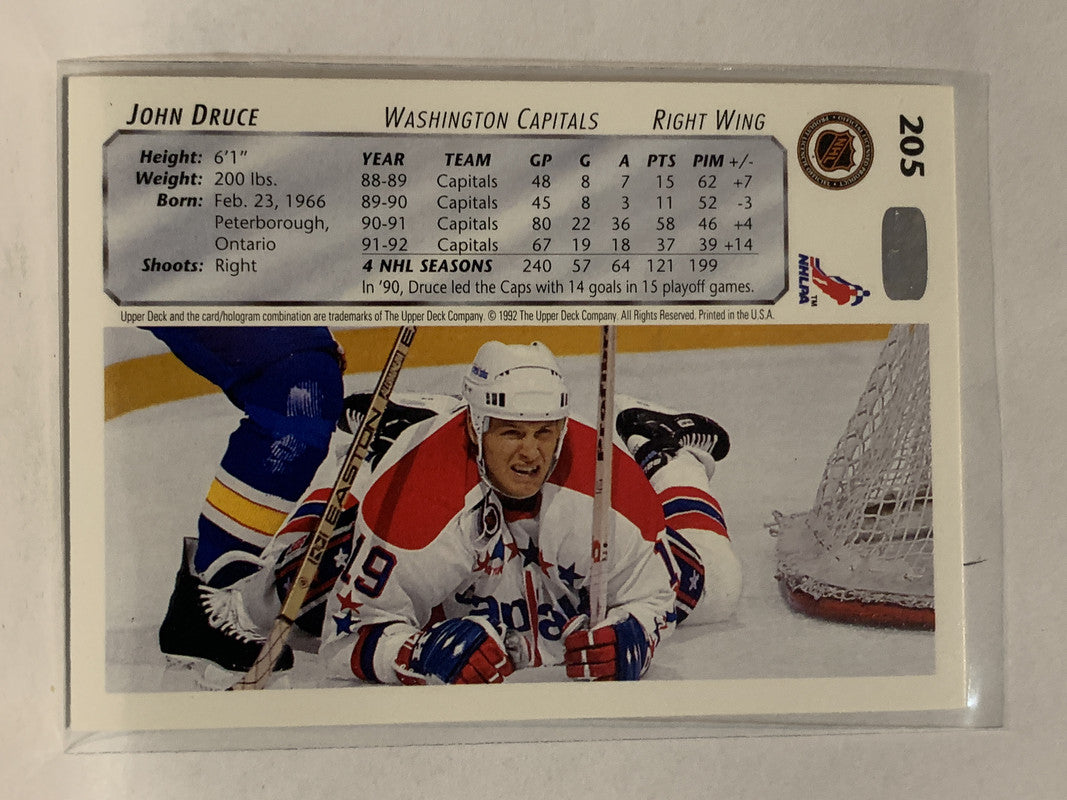 JOHN DRUCE WASHINGTON CAPITALS RIGHT WING
Height: 6'1"
Weight: 200 lbs.
Born: Feb. 23, 1966
Peterborough,
Ontario
Shoots: Right
YEAR TEAM GP G A PTS PIM +/-
88-89 Capitals 48 8 7 15 62 +7
89-90 Capitals 45 8 3 11 52 -3
90-91 Capitals 80 22 36 58 46 +4
91-92 Capitals 67 19 18 37 39 +14
4 NHL SEASONS 240 57 64 121 199
In '90, Druce led the Caps with 14 goals in 15 playoff games.
Upper Deck and the card/hologram combination are trademarks of The Upper Deck Company. © 1992 The Upper Deck Company. All Rights Reserved. Printed in the U.S.A.
205
NHL
NHLPA
TM
EASTON
ALUMINUM
19